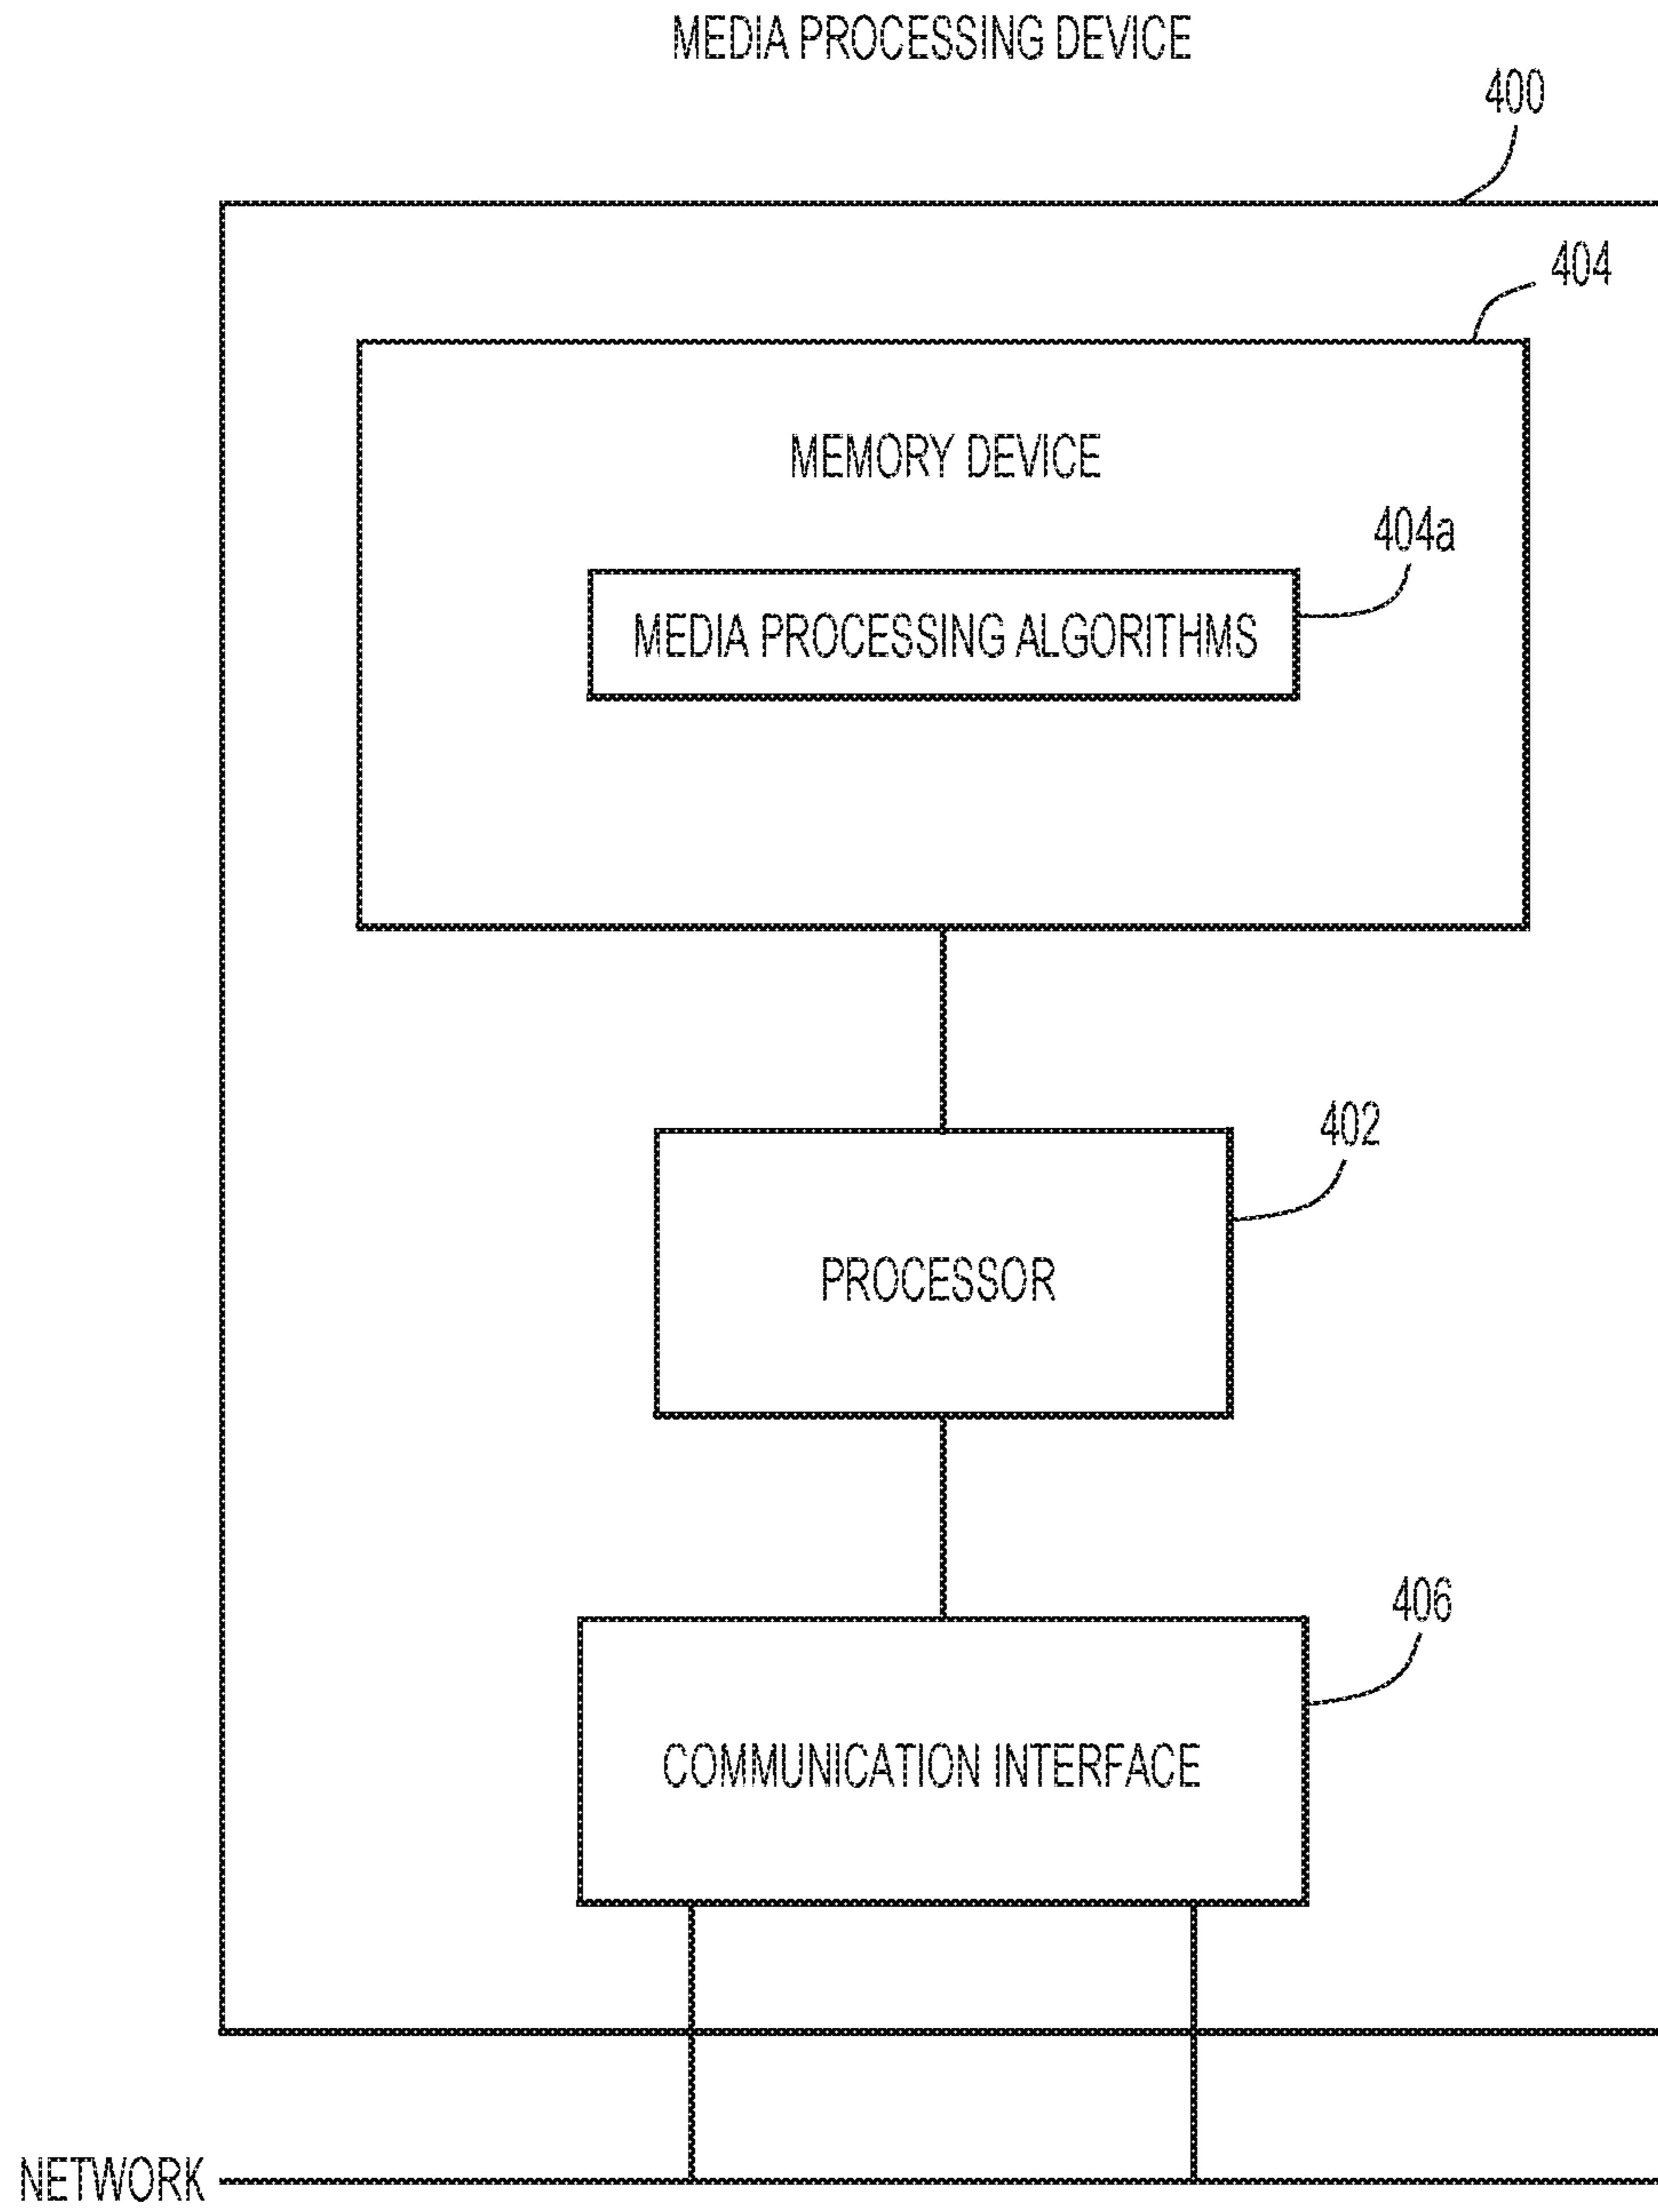 MEDIA PROCESSING DEVICE
400
404
MEMORY DEVICE
404a
MEDIA PROCESSING ALGORITHMS
402
PROCESSOR
406
COMMUNICATION INTERFACE
NETWORK